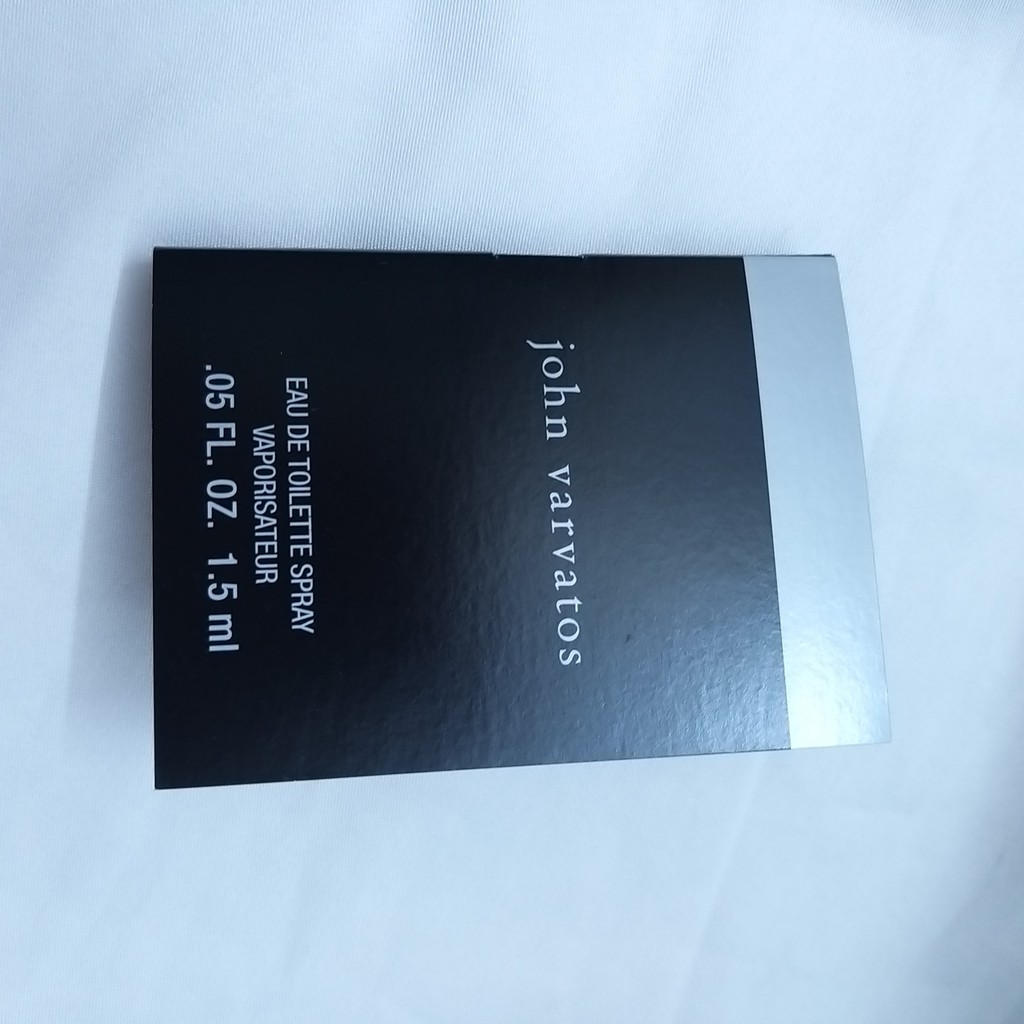 john varvatos
EAU DE TOILETTE SPRAY
VAPORISATEUR
.05 FL. OZ. 1.5 ml